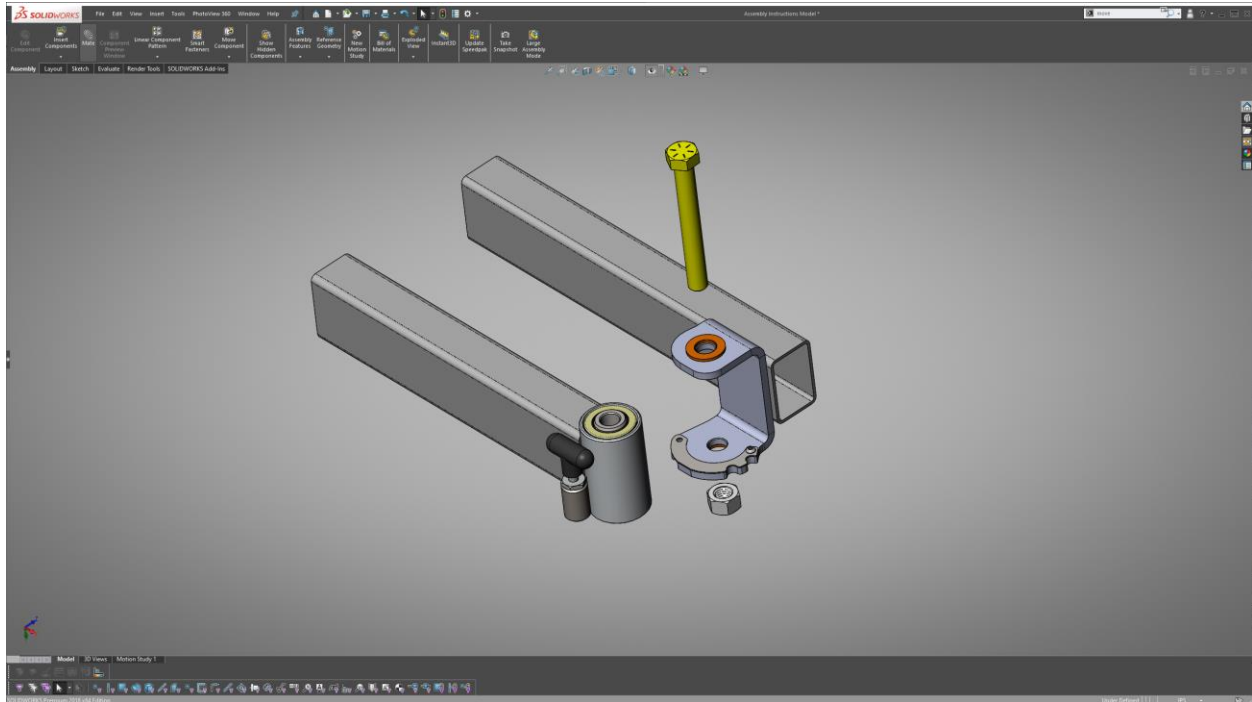 SOLIDWORKS File Edit View Insert Tools PhotoView 360 Window Help Assembly Instructions Model *
Edit Component Insert Components Mate Component Preview Window Linear Component Pattern Smart Fasteners Move Component Show Hidden Components Assembly Features Reference Geometry New Motion Study Bill of Materials Exploded View Instant3D Update Speedpak Take Snapshot Large Assembly Mode
Assembly Layout Sketch Evaluate Render Tools SOLIDWORKS Add-Ins
Model 3D Views Motion Study 1
Under Defined IPS